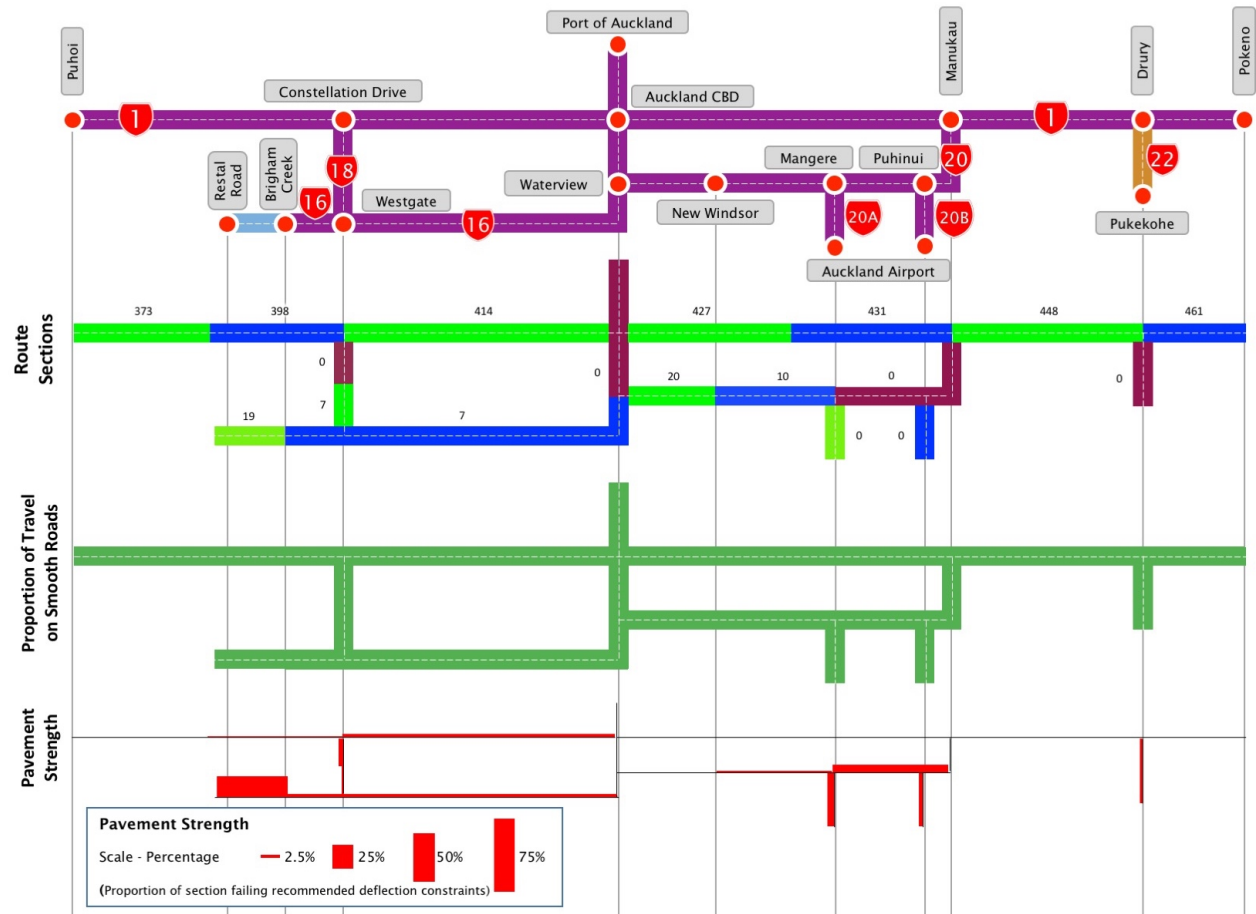 Port of Auckland
Puhoi
Manukau
Drury
Pokeno
Constellation Drive
Auckland CBD
1
1
Restal
Road
Brigham
Creek
18
16
Westgate
16
Waterview
New Windsor
Mangere
Puhinui
20
20A
20B
22
Pukekohe
Auckland Airport
Route
Sections
373
398
414
427
431
448
461
0
7
19
7
0
20
10
0
0
0
0
Proportion of Travel
on Smooth Roads
Pavement
Strength
Pavement Strength
Scale - Percentage
2.5%
25%
50%
75%
(Proportion of section failing recommended deflection constraints)